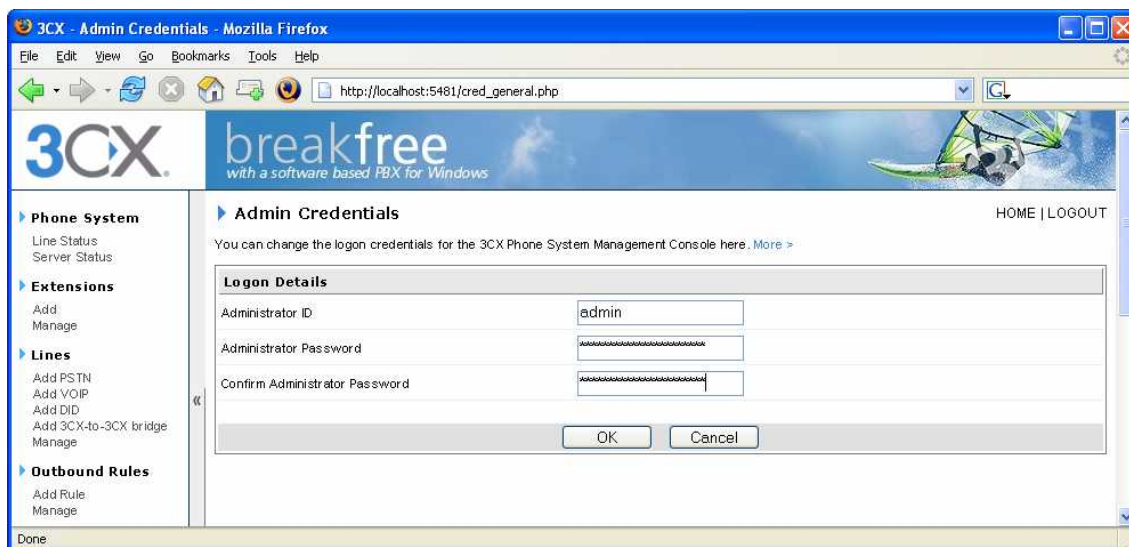 3CX - Admin Credentials - Mozilla Firefox
File Edit View Go Bookmarks Tools Help
http://localhost:5481/cred_general.php
G
3CX.
breakfree
with a software based PBX for Windows
Phone System
Line Status
Server Status
Extensions
Add
Manage
Lines
Add PSTN
Add VOIP
Add DID
Add 3CX-to-3CX bridge
Manage
Outbound Rules
Add Rule
Manage
«
Admin Credentials
HOME | LOGOUT
You can change the logon credentials for the 3CX Phone System Management Console here. More >
Logon Details
Administrator ID admin
Administrator Password *************************
Confirm Administrator Password *************************
OK Cancel
Done